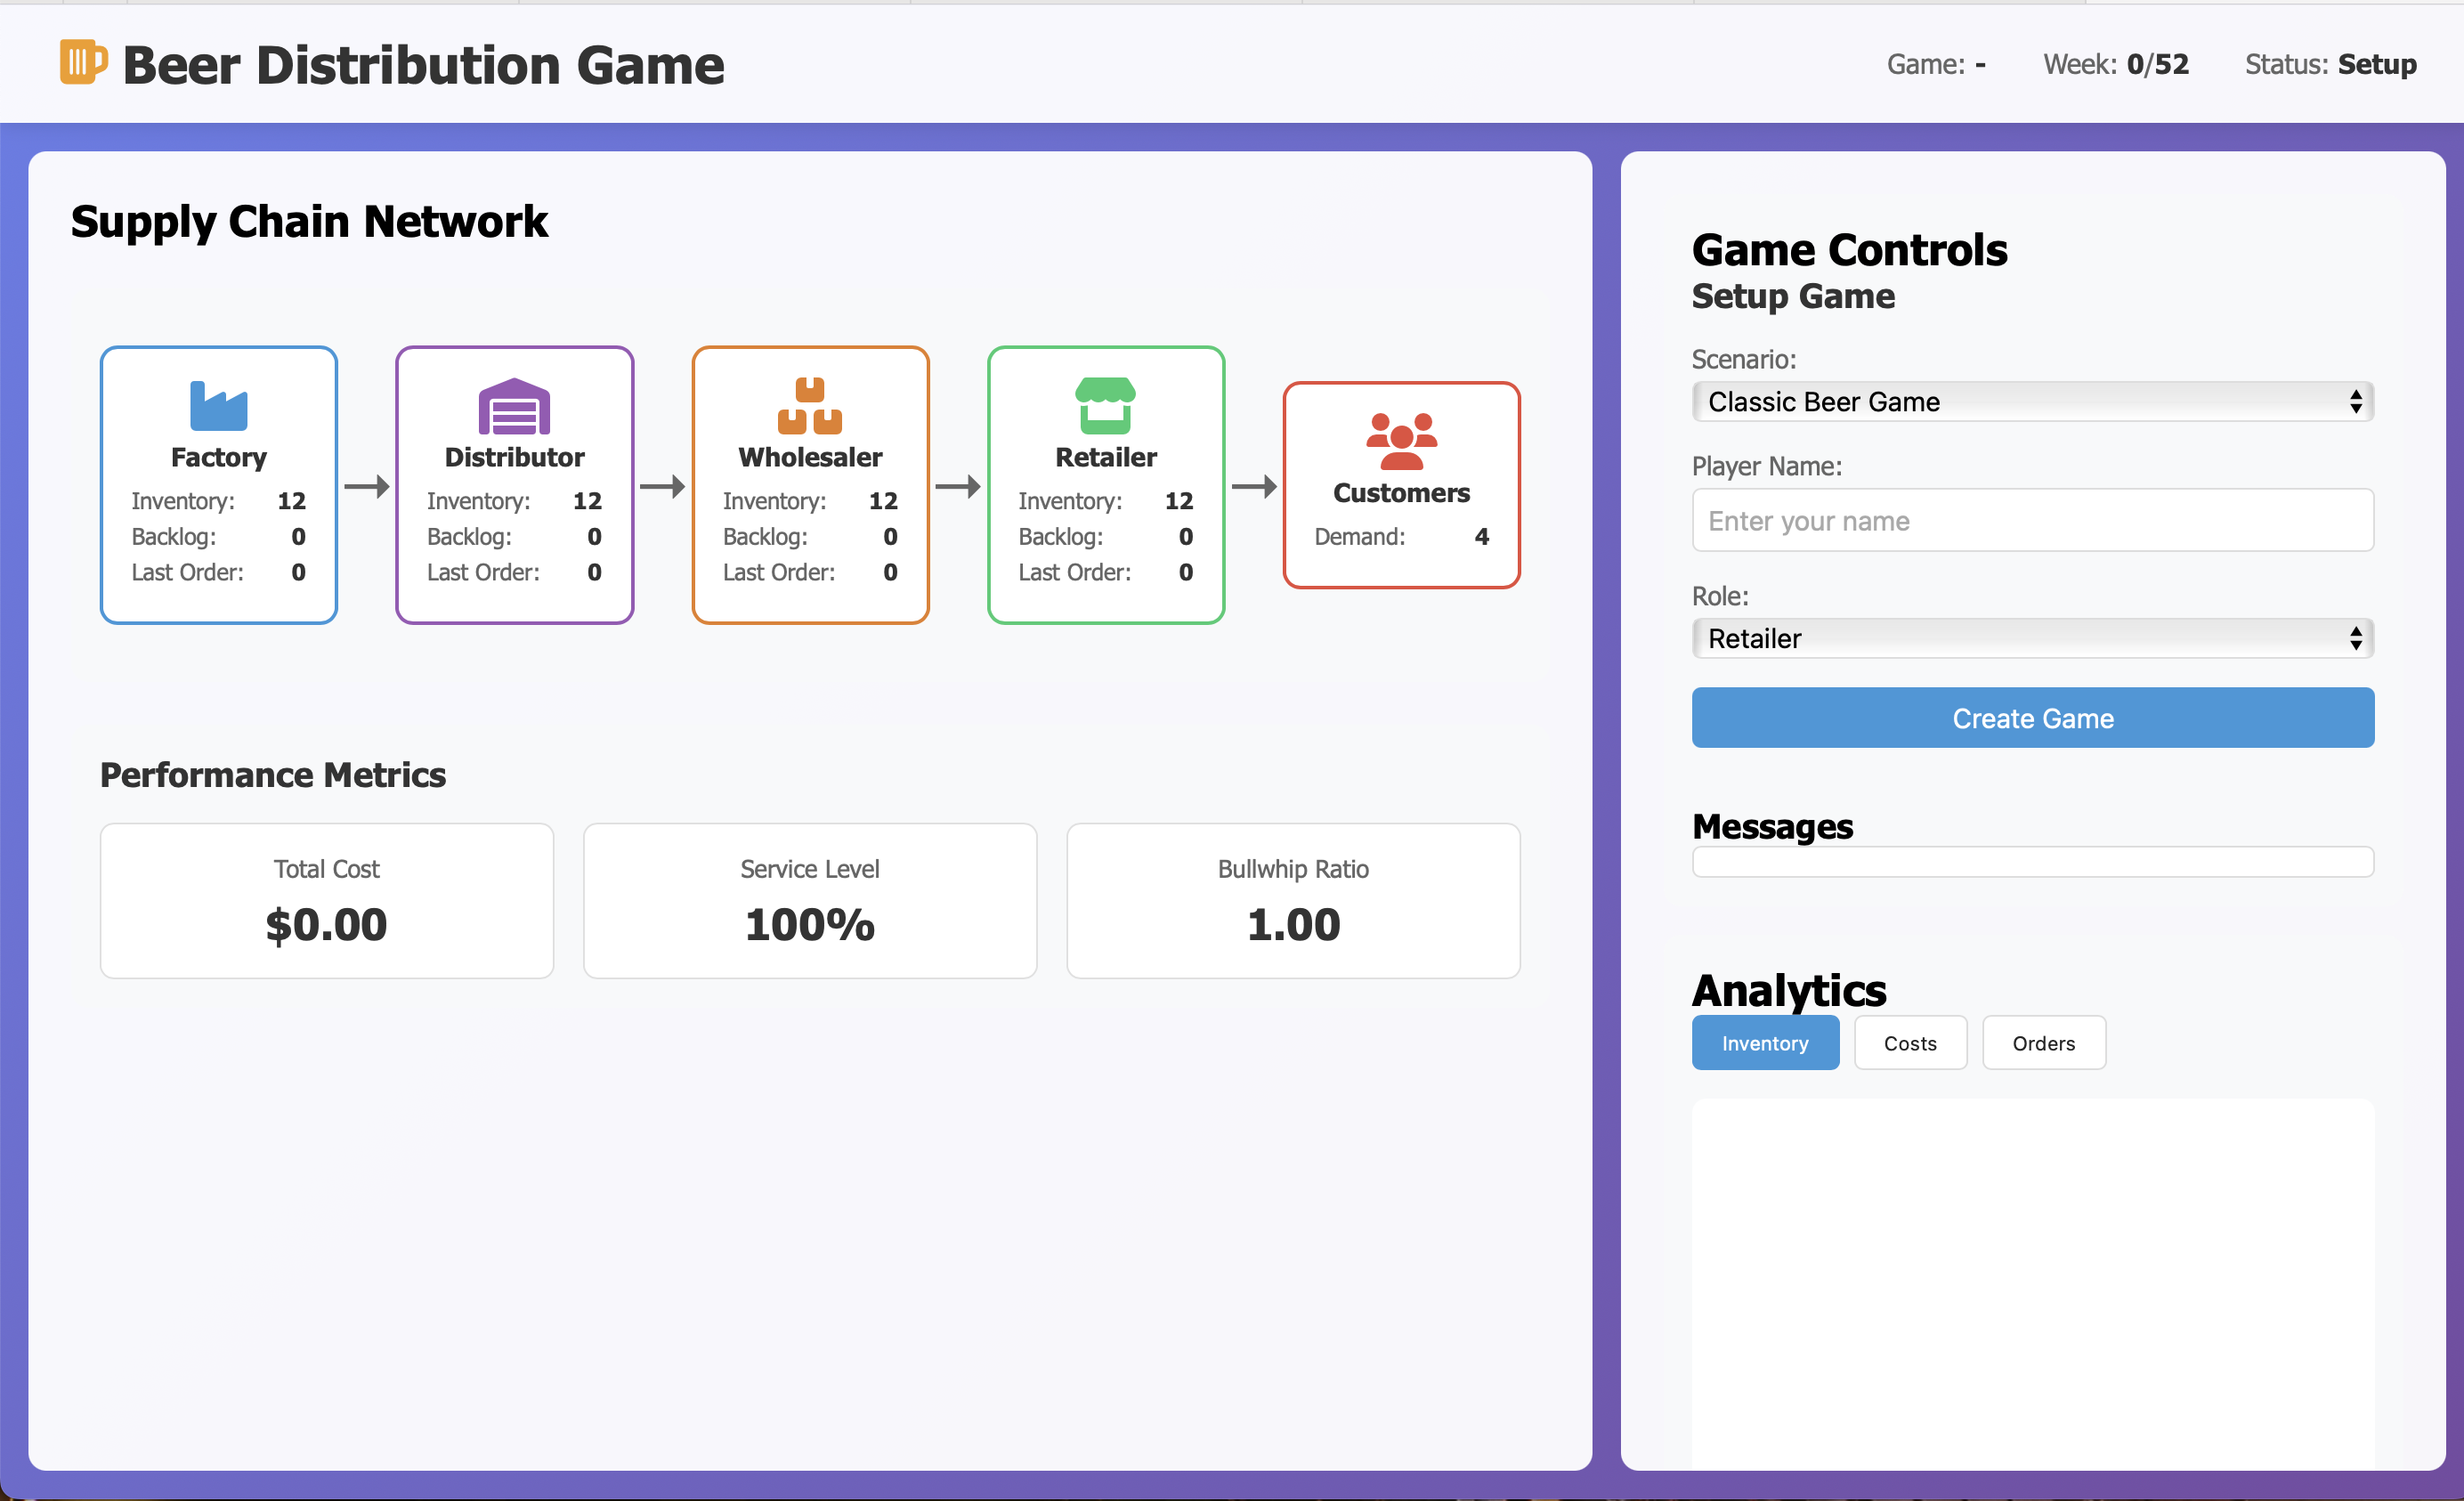 Beer Distribution Game
Game: -
Week: 0/52
Status: Setup
Supply Chain Network
Factory
Inventory: 12
Backlog: 0
Last Order: 0
Distributor
Inventory: 12
Backlog: 0
Last Order: 0
Wholesaler
Inventory: 12
Backlog: 0
Last Order: 0
Retailer
Inventory: 12
Backlog: 0
Last Order: 0
Customers
Demand: 4
Performance Metrics
Total Cost
$0.00
Service Level
100%
Bullwhip Ratio
1.00
Game Controls
Setup Game
Scenario:
Classic Beer Game
Player Name:
Enter your name
Role:
Retailer
Create Game
Messages
Analytics
Inventory
Costs
Orders